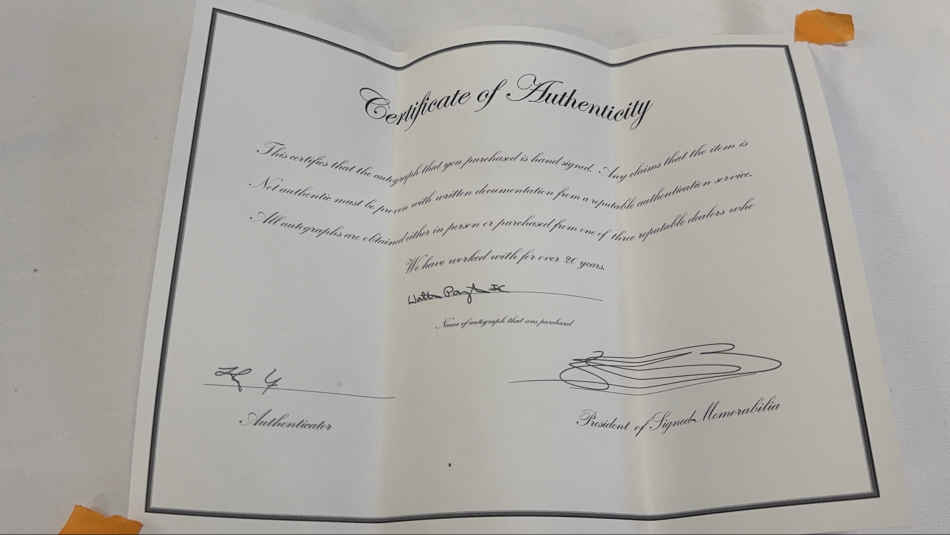 Certificate of Authenticity
This certifies that the autograph that you purchased is hand signed. Any claims that the item is
Not authentic must be proven with written documentation from a reputable authentication service.
All autographs are obtained either in person or purchased from one of three reputable dealers who
We have worked with for over 20 years.
Walter Payton
Name of autograph that was purchased
Authenticator
President of Signed Memorabilia